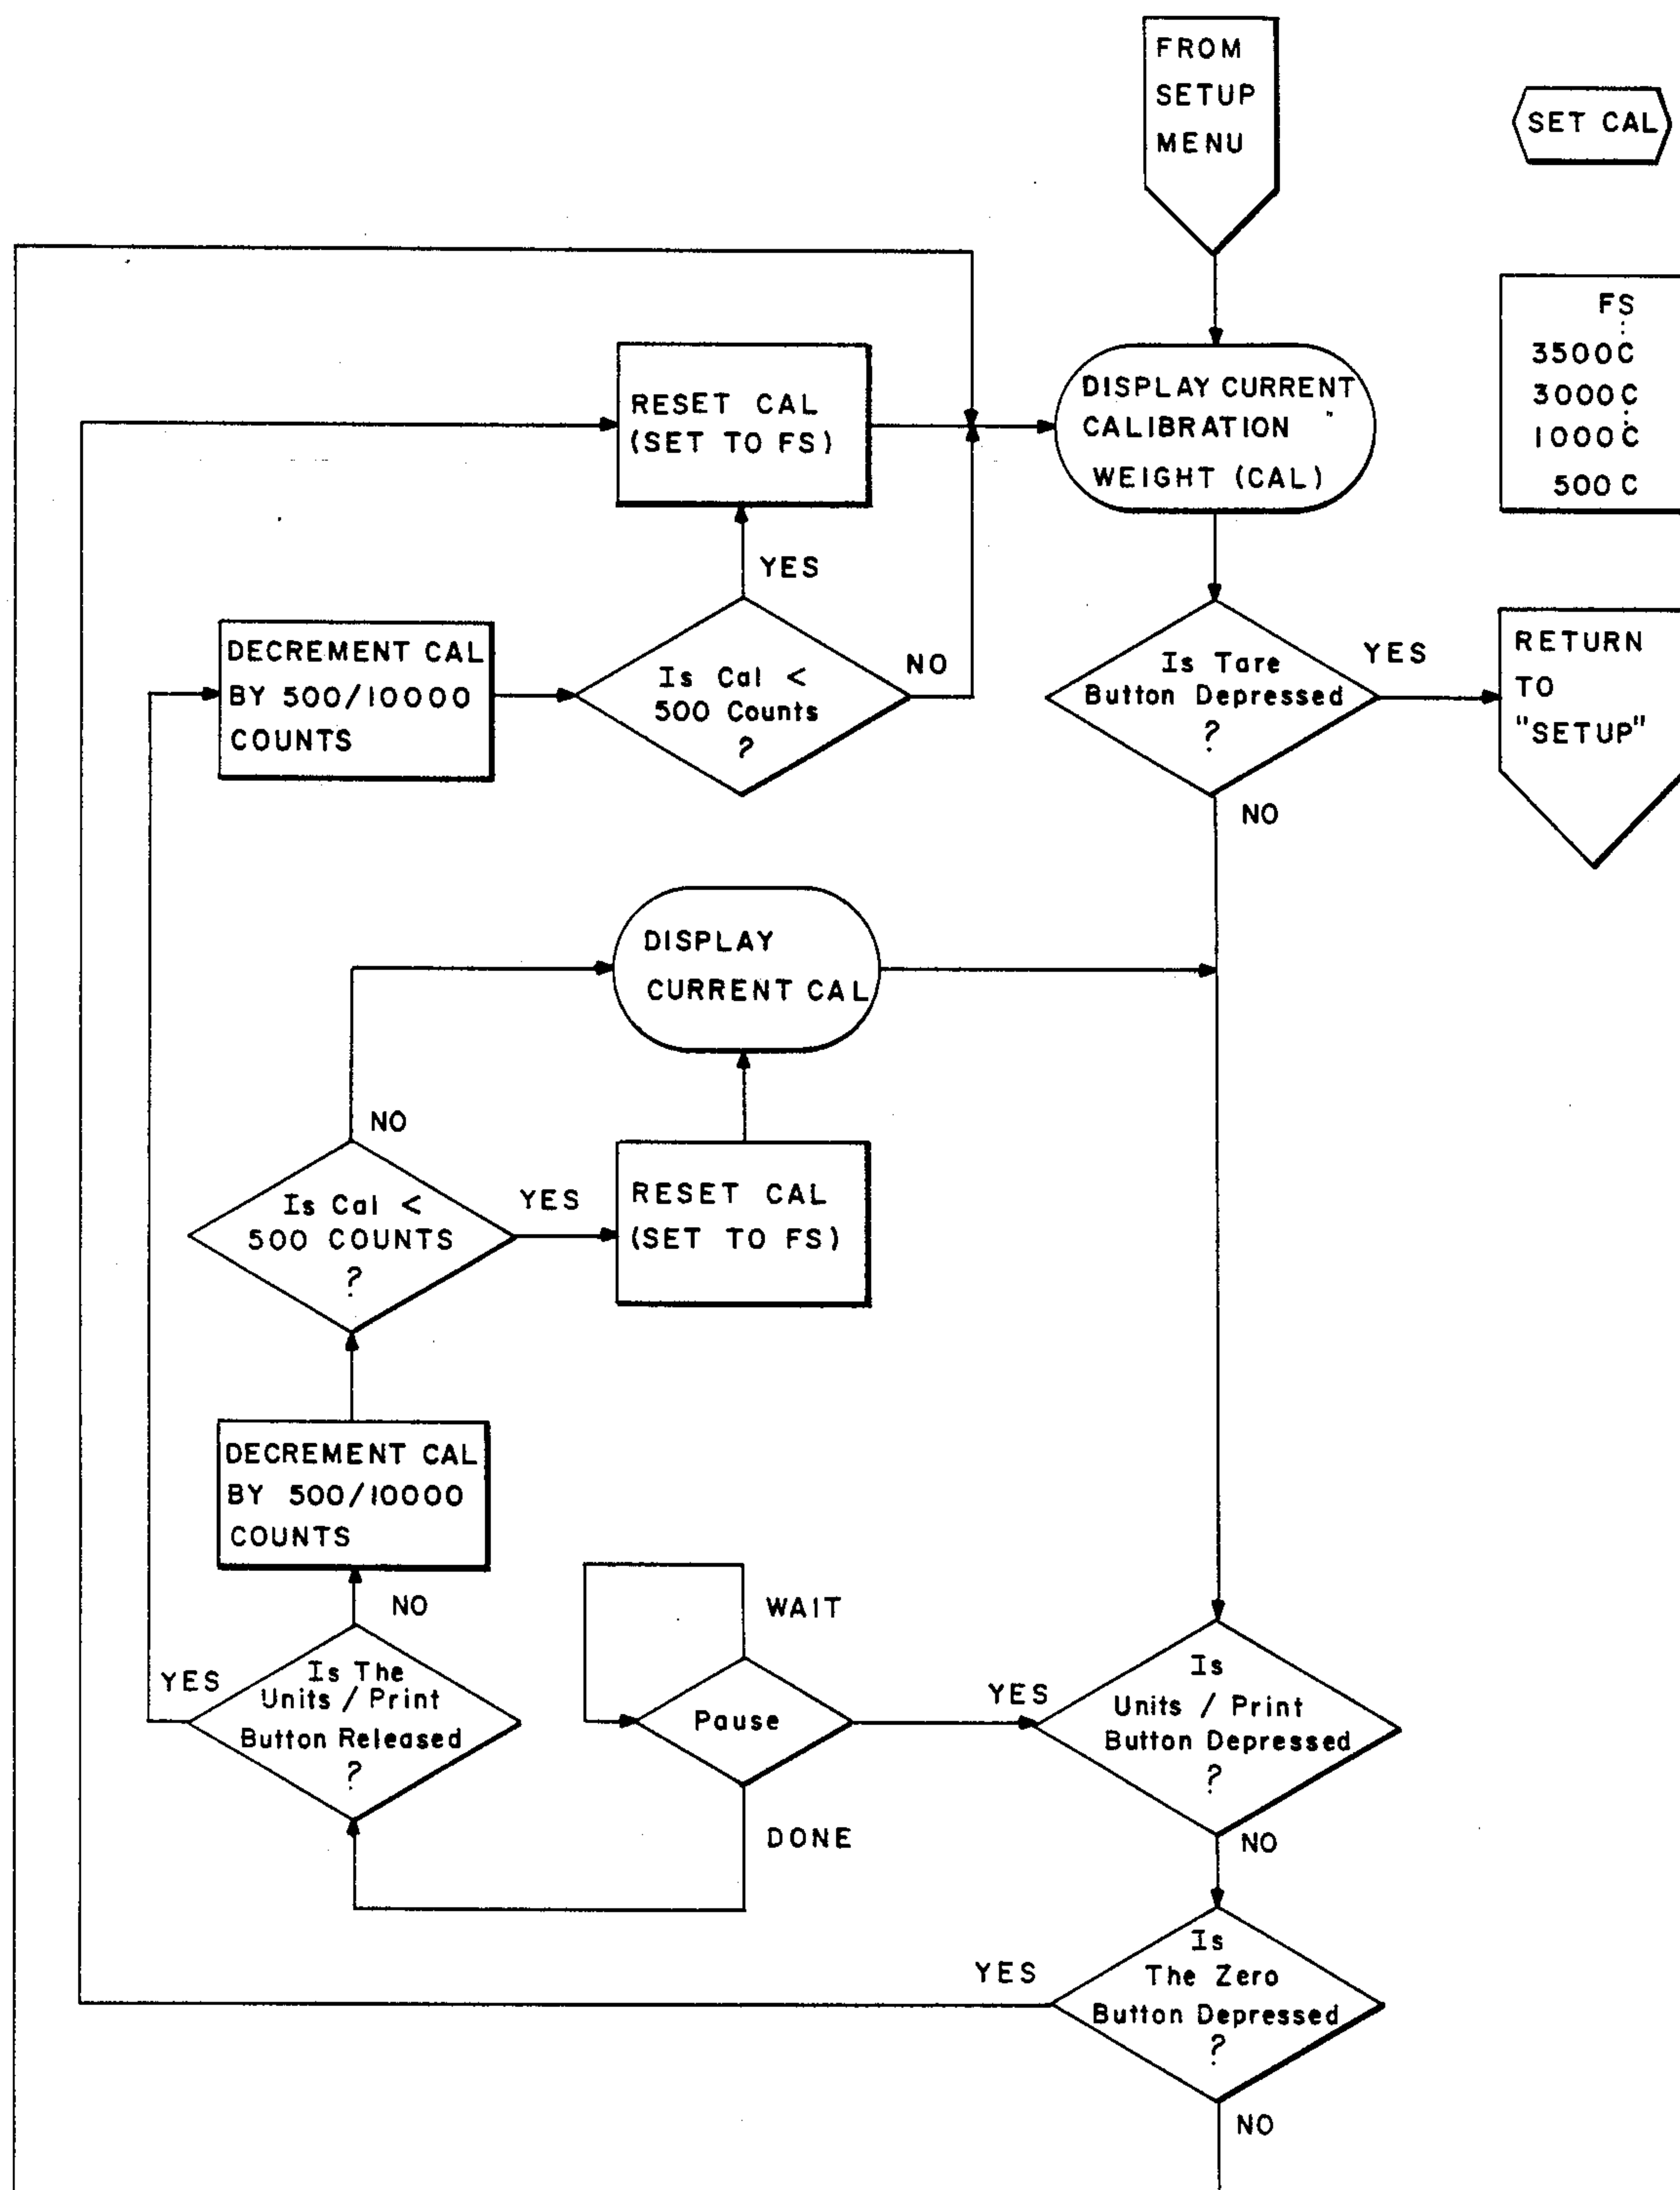 FROM
SETUP
MENU
SET CAL
FS
3500C
3000C
1000C
500C
RESET CAL
(SET TO FS)
DISPLAY CURRENT
CALIBRATION
WEIGHT (CAL)
YES
DECREMENT CAL
BY 500/10000
COUNTS
Is Cal <
500 Counts
?
NO
Is Tare
Button Depressed
?
YES
RETURN
TO
"SETUP"
NO
DISPLAY
CURRENT CAL
NO
Is Cal <
500 COUNTS
?
YES
RESET CAL
(SET TO FS)
DECREMENT CAL
BY 500/10000
COUNTS
NO
WAIT
YES
Is The
Units / Print
Button Released
?
Pause
YES
Is
Units / Print
Button Depressed
?
DONE
NO
YES
Is
The Zero
Button Depressed
?
NO